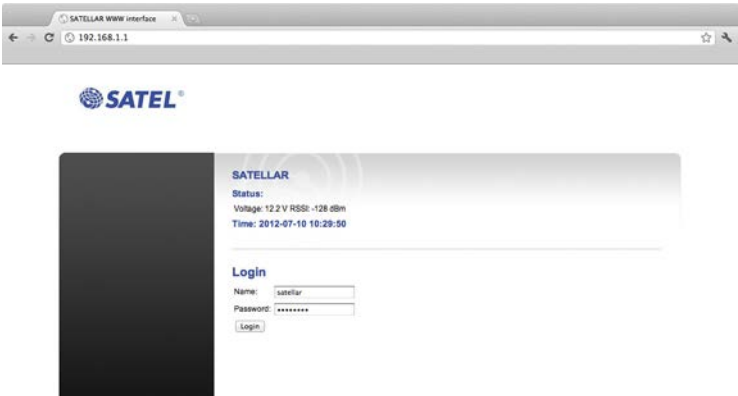 SATELLAR WWW interface
192.168.1.1
SATEL®
SATELLAR
Status:
Voltage: 12.2 V RSSI: -128 dBm
Time: 2012-07-10 10:29:50
Login
Name: satellar
Password: ••••••••
Login